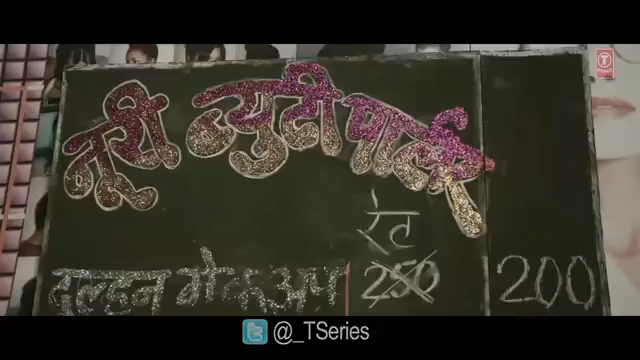 नूरी ब्युटी पार्लर
रेट
दुल्हन मेकअप 250 200
@_TSeries